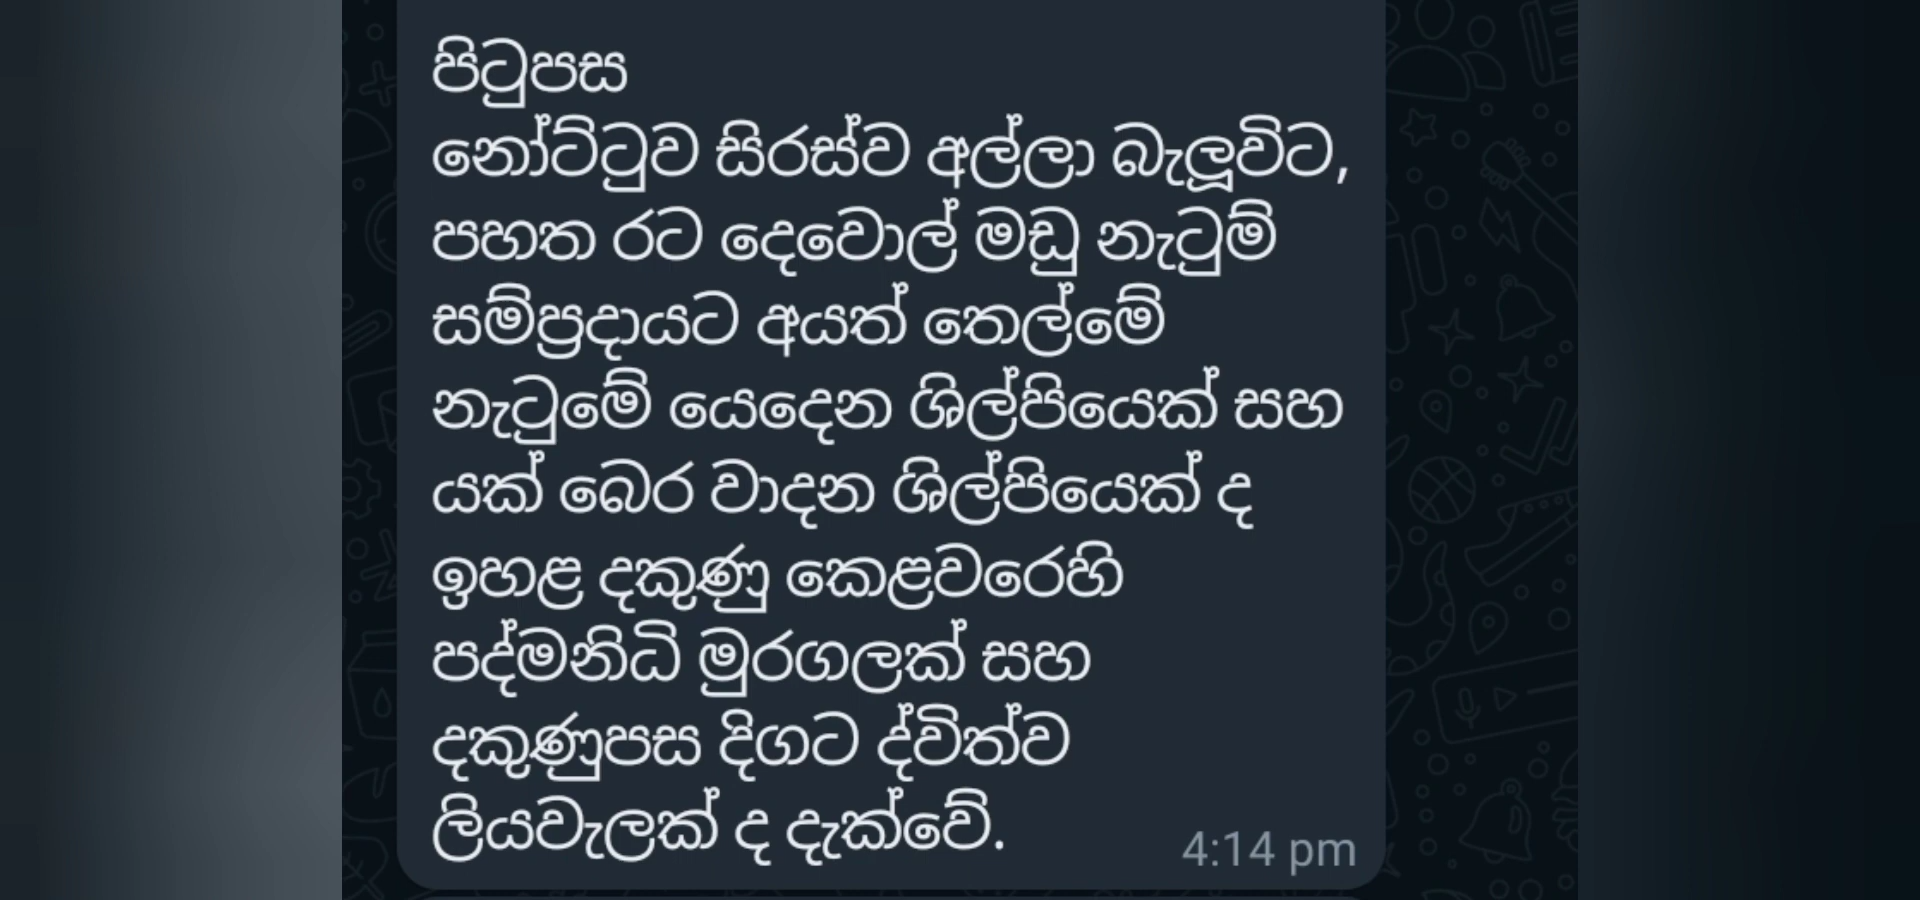 පිටුපස
නෝට්ටුව සිරස්ව අල්ලා බැලූවිට,
පහත රට දෙවොල් මඩු නැටුම්
සම්ප්‍රදායට අයත් තෙල්මේ
නැටුමේ යෙදෙන ශිල්පියෙක් සහ
යක් බෙර වාදන ශිල්පියෙක් ද
ඉහළ දකුණු කෙළවරෙහි
පද්මනිධි මුරගලක් සහ
දකුණුපස දිගට ද්විත්ව
ලියවැලක් ද දැක්වේ.
4:14 pm